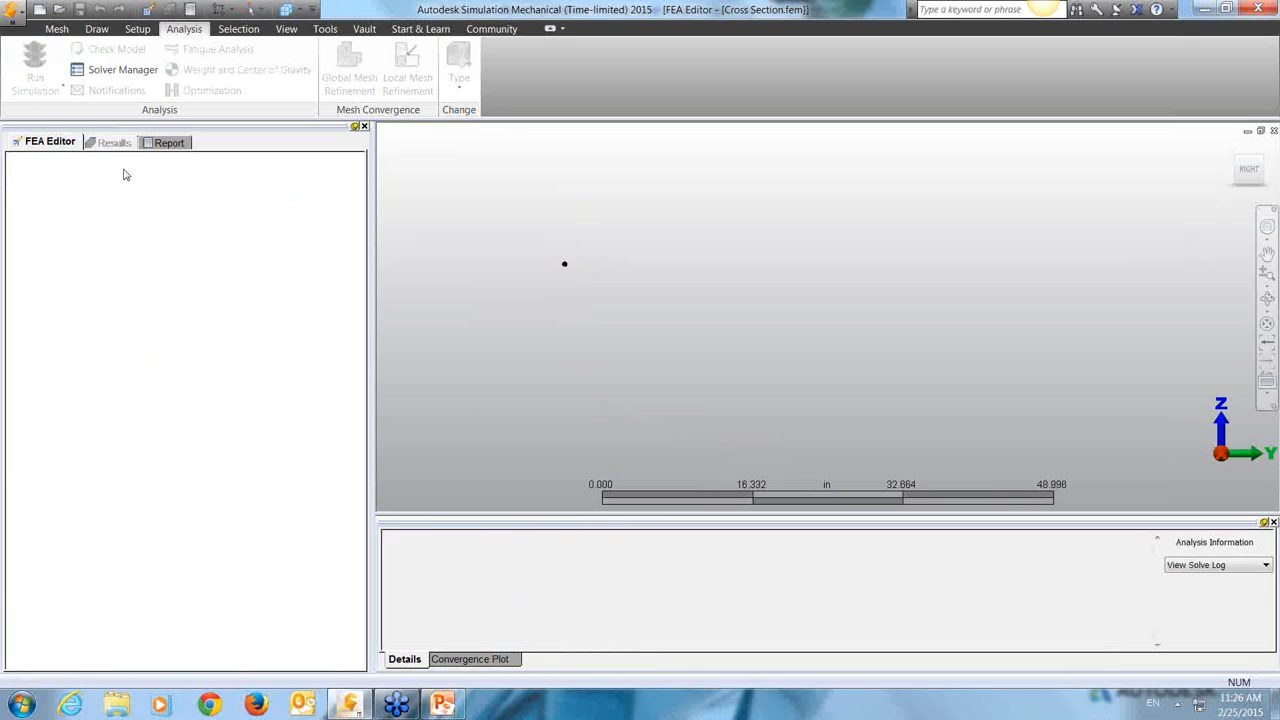 Autodesk Simulation Mechanical (Time-limited) 2015 - [FEA Editor - [Cross Section.fem]]
Type a keyword or phrase
Mesh Draw Setup Analysis Selection View Tools Vault Start & Learn Community
Run Simulation
Check Model
Solver Manager
Notifications
Fatigue Analysis
Weight and Center of Gravity
Optimization
Global Mesh Refinement
Local Mesh Refinement
Type
Analysis
Mesh Convergence
Change
FEA Editor Results Report
RIGHT
Z
Y
0.000 16.332 in 32.664 48.996
Analysis Information
View Solve Log
Details Convergence Plot
NUM
EN
11:26 AM
2/25/2015